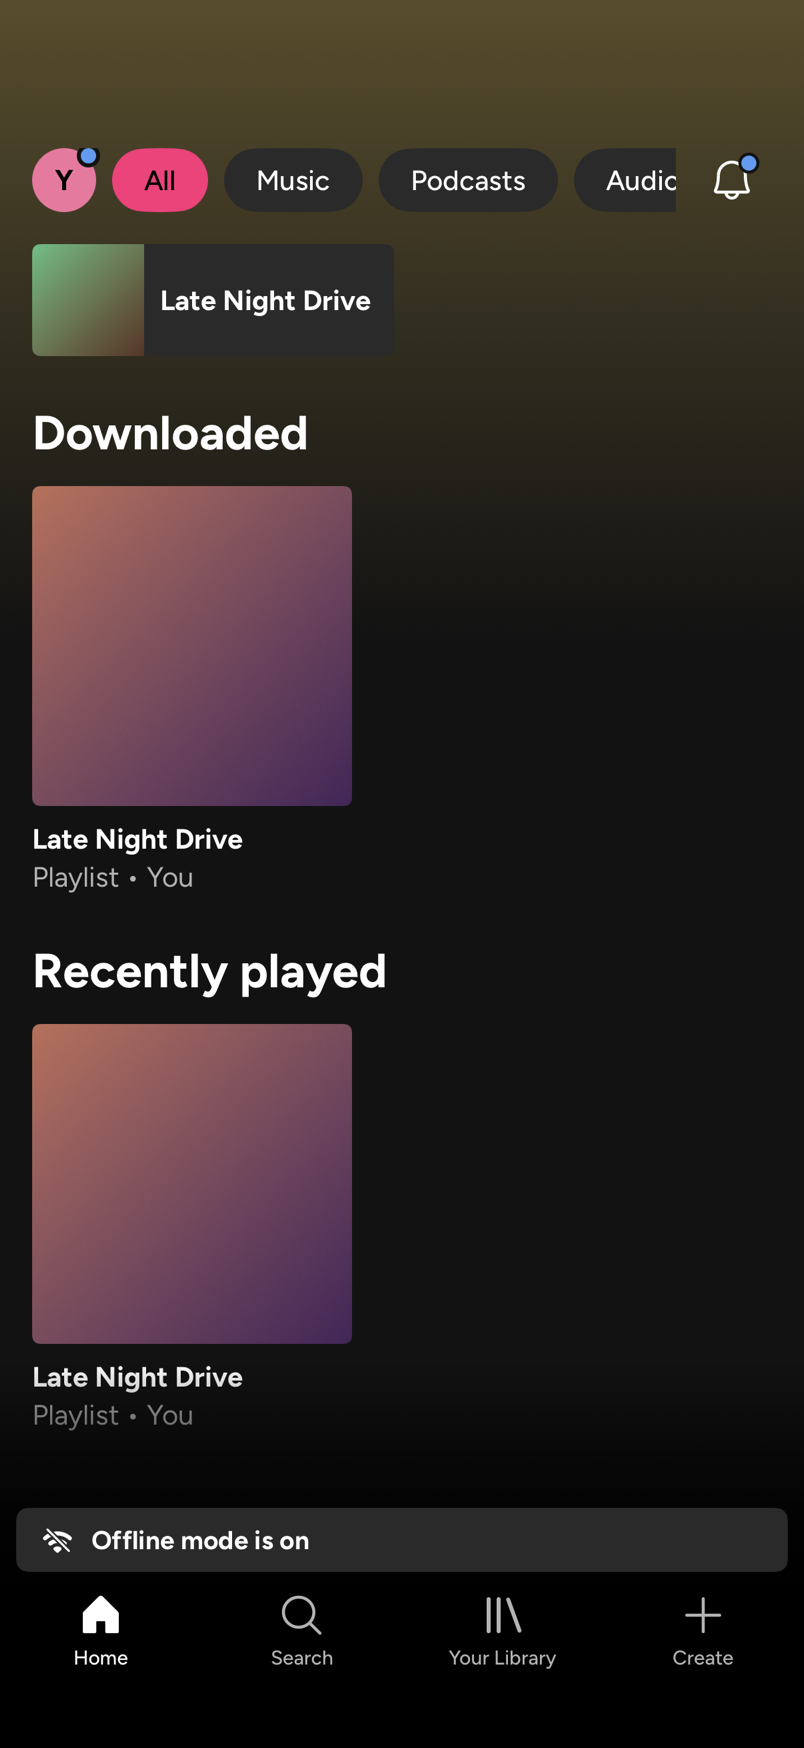 Y
All
Music
Podcasts
Audio
Late Night Drive
Downloaded
Late Night Drive
Playlist • You
Recently played
Late Night Drive
Playlist • You
Offline mode is on
Home
Search
Your Library
Create